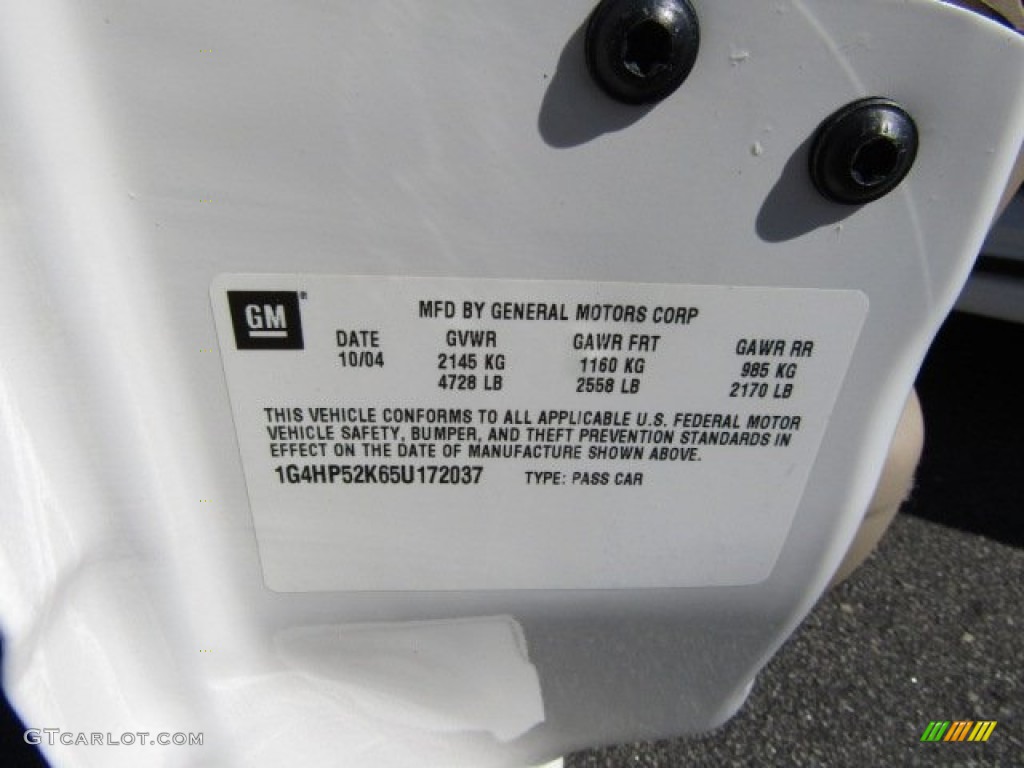 GM®
MFD BY GENERAL MOTORS CORP
DATE GVWR GAWR FRT GAWR RR
10/04 2145 KG 1160 KG 985 KG
4728 LB 2558 LB 2170 LB
THIS VEHICLE CONFORMS TO ALL APPLICABLE U.S. FEDERAL MOTOR
VEHICLE SAFETY, BUMPER, AND THEFT PREVENTION STANDARDS IN
EFFECT ON THE DATE OF MANUFACTURE SHOWN ABOVE.
1G4HP52K65U172037 TYPE: PASS CAR
GTCARLOT.COM